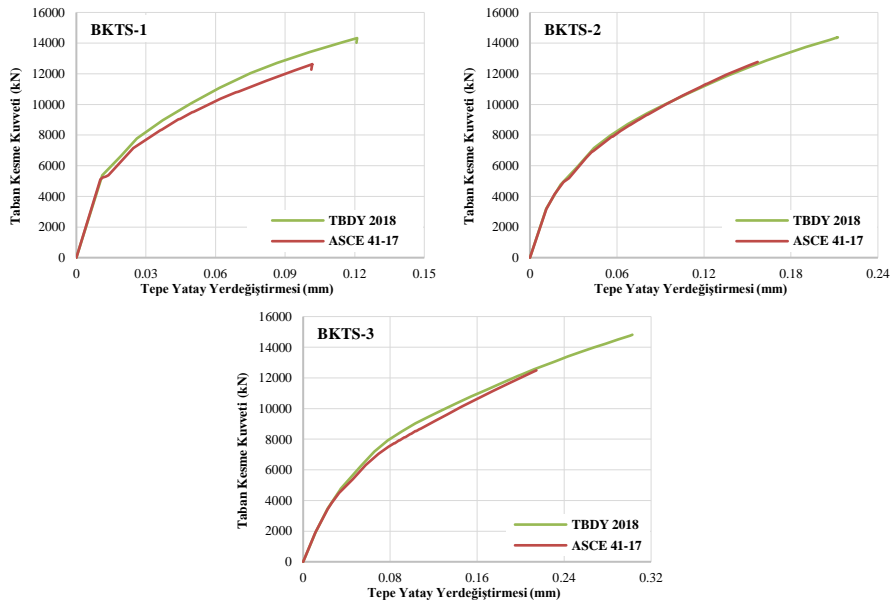 BKTS-1
Taban Kesme Kuvveti (kN)
16000
14000
12000
10000
8000
6000
4000
2000
0
0 0.03 0.06 0.09 0.12 0.15
Tepe Yatay Yerdeğiştirmesi (mm)
TBDY 2018
ASCE 41-17
BKTS-2
Taban Kesme Kuvveti (kN)
16000
14000
12000
10000
8000
6000
4000
2000
0
0 0.06 0.12 0.18 0.24
Tepe Yatay Yerdeğiştirmesi (mm)
TBDY 2018
ASCE 41-17
BKTS-3
Taban Kesme Kuvveti (kN)
16000
14000
12000
10000
8000
6000
4000
2000
0
0 0.08 0.16 0.24 0.32
Tepe Yatay Yerdeğiştirmesi (mm)
TBDY 2018
ASCE 41-17